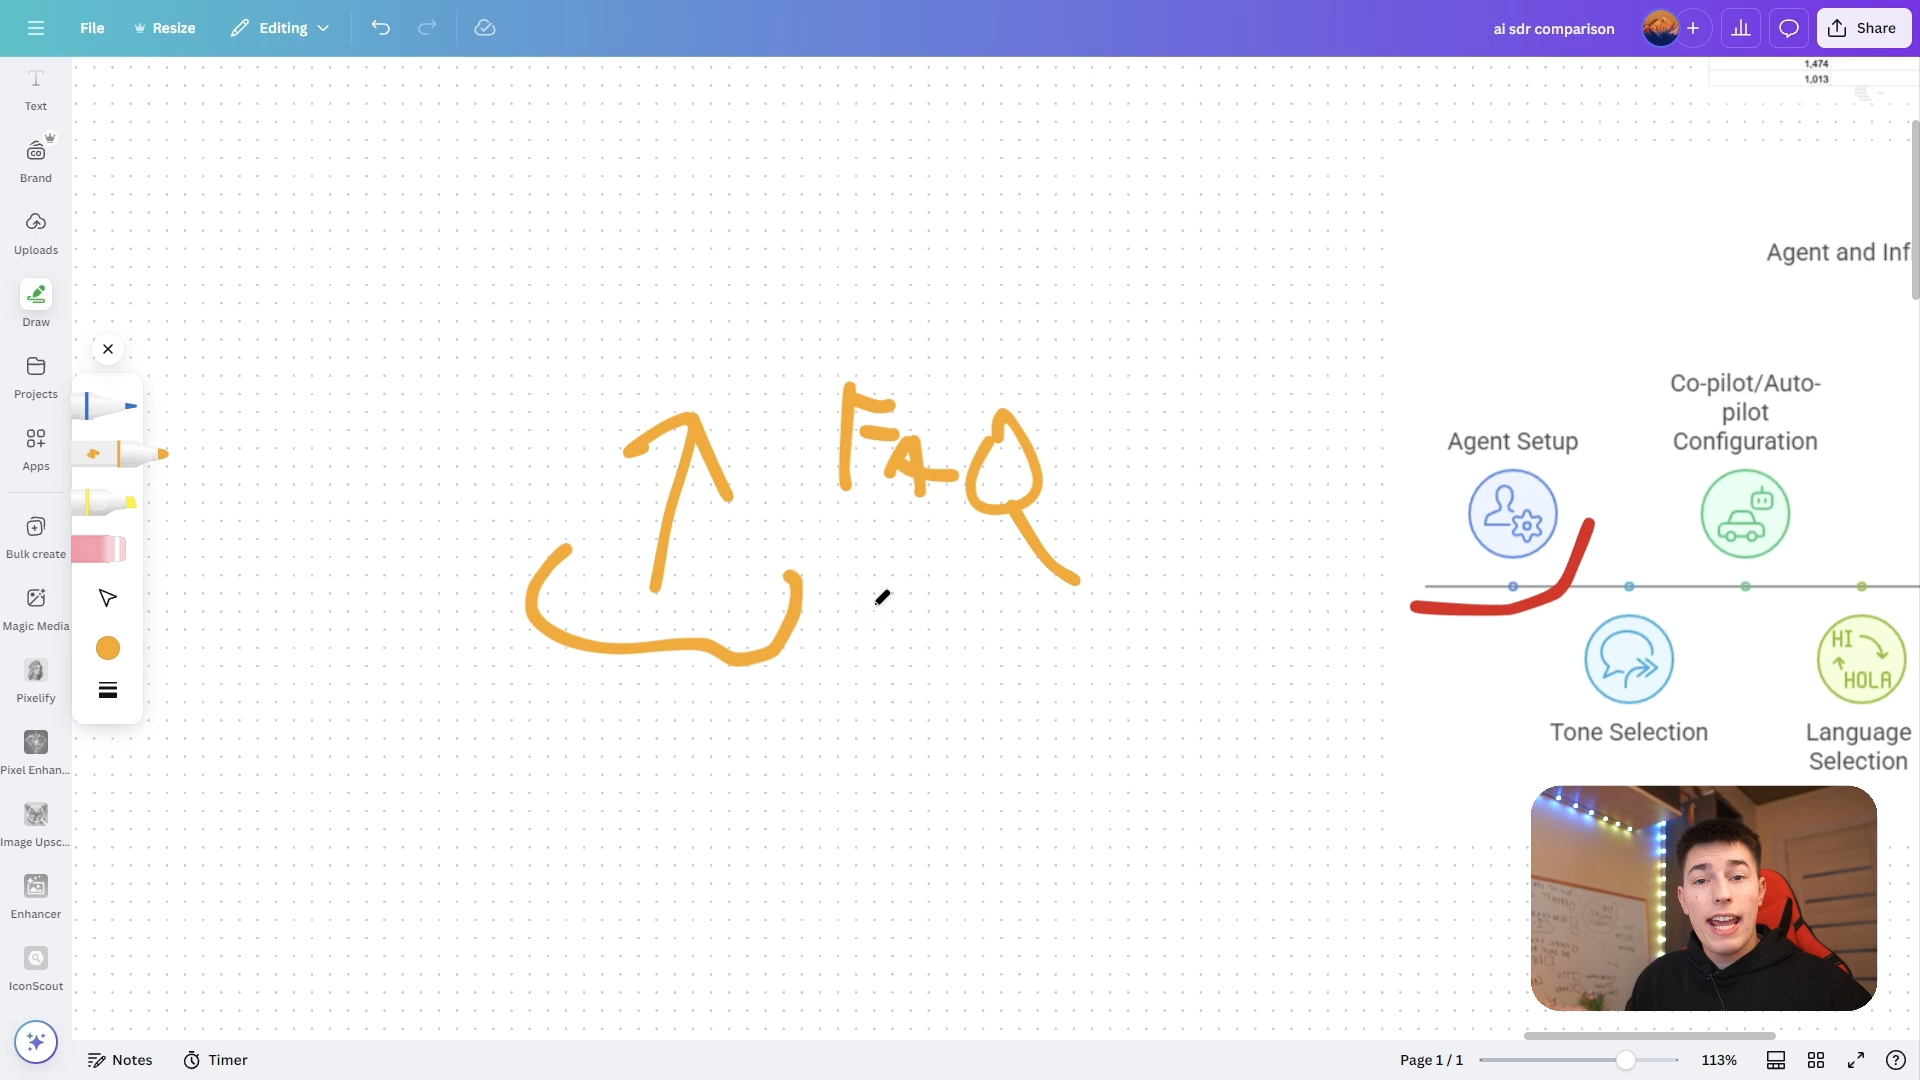 File
Resize
Editing
ai sdr comparison
Share
Text
Brand
Uploads
Draw
Projects
Apps
Bulk create
Magic Media
Pixelify
Pixel Enhan...
Image Upsc...
Enhancer
IconScout
1,474
1,013
Agent and Inf
FAQ
Agent Setup
Co-pilot/Auto-
pilot
Configuration
HI
HOLA
Tone Selection
Language
Selection
Notes
Timer
Page 1 / 1
113%